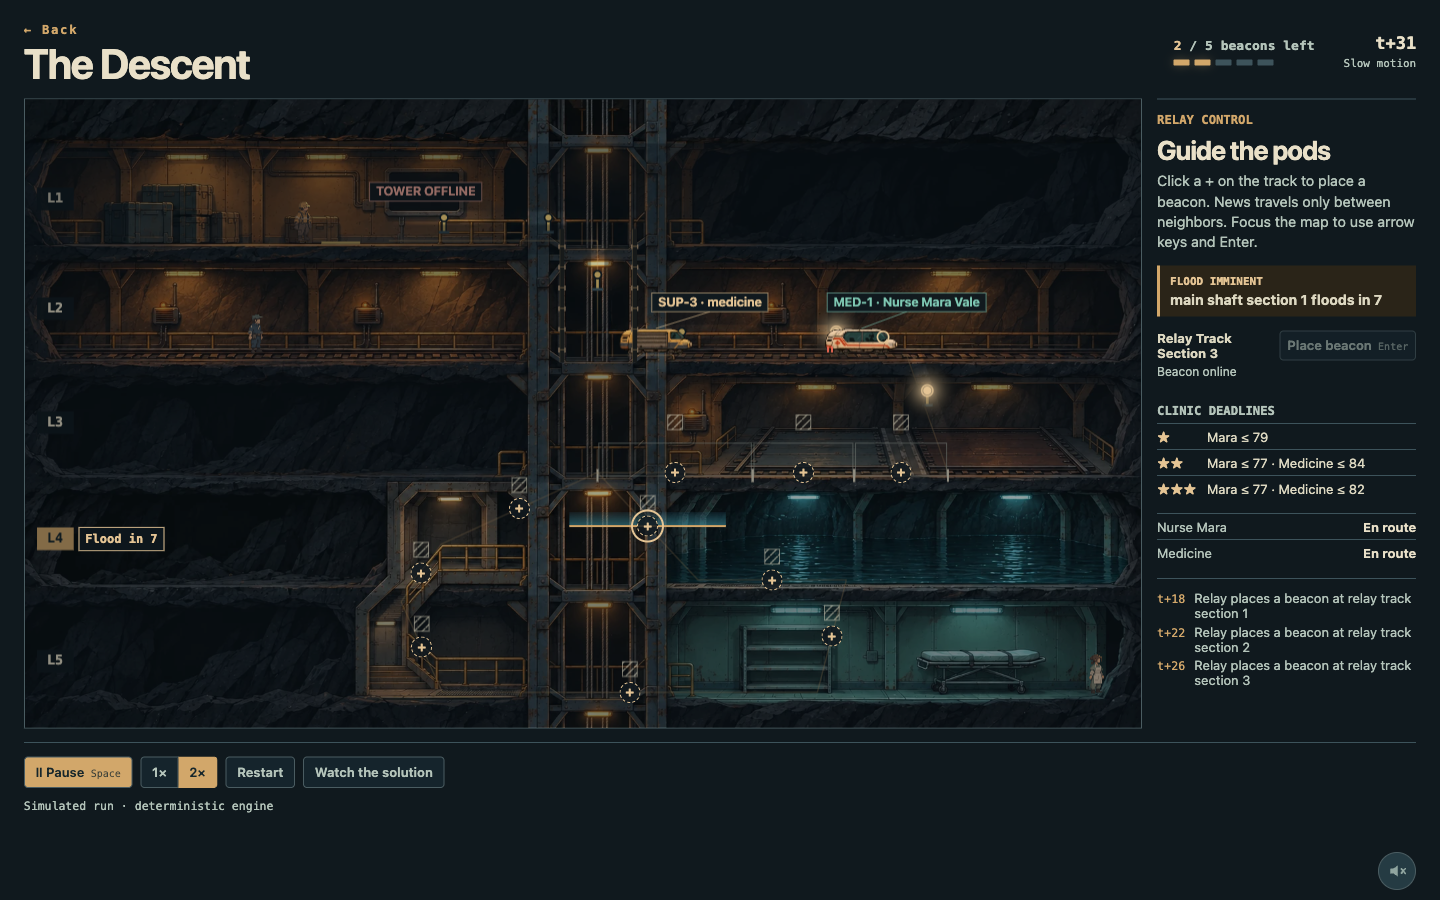 ← Back
The Descent
2 / 5 beacons left
t+31
Slow motion
L1
TOWER OFFLINE
L2
SUP-3 · medicine
MED-1 · Nurse Mara Vale
L3
L4
Flood in 7
L5
RELAY CONTROL
Guide the pods
Click a + on the track to place a
beacon. News travels only between
neighbors. Focus the map to use arrow
keys and Enter.
FLOOD IMMINENT
main shaft section 1 floods in 7
Relay Track
Section 3
Beacon online
Place beacon Enter
CLINIC DEADLINES
★ Mara ≤ 79
★★ Mara ≤ 77 · Medicine ≤ 84
★★★ Mara ≤ 77 · Medicine ≤ 82
Nurse Mara En route
Medicine En route
t+18 Relay places a beacon at relay track
section 1
t+22 Relay places a beacon at relay track
section 2
t+26 Relay places a beacon at relay track
section 3
II Pause Space
1×
2×
Restart
Watch the solution
Simulated run · deterministic engine